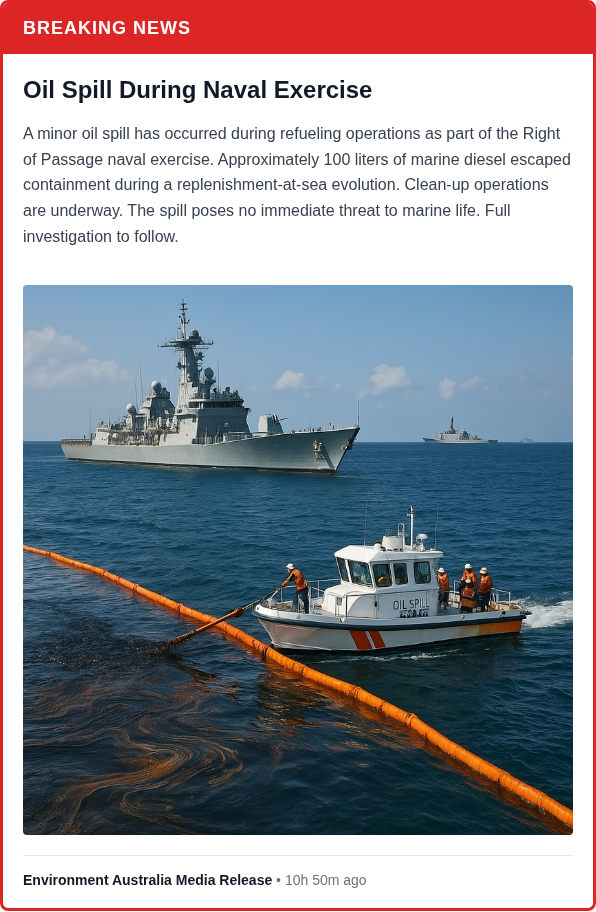 BREAKING NEWS
Oil Spill During Naval Exercise
A minor oil spill has occurred during refueling operations as part of the Right
of Passage naval exercise. Approximately 100 liters of marine diesel escaped
containment during a replenishment-at-sea evolution. Clean-up operations
are underway. The spill poses no immediate threat to marine life. Full
investigation to follow.
OIL SPILL
Environment Australia Media Release • 10h 50m ago